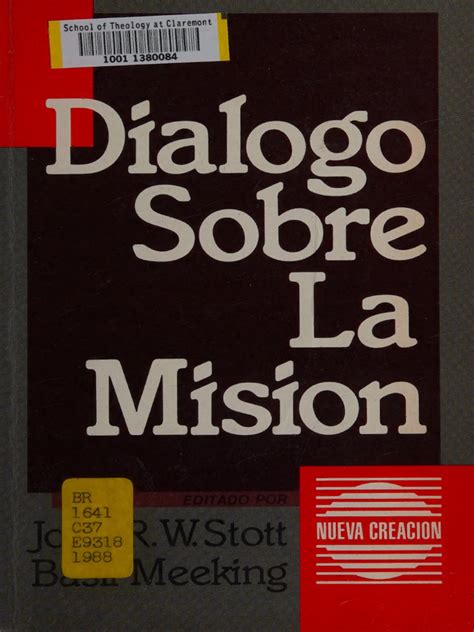 School of Theology at Claremont
1001 1380084
Dialogo
Sobre
La
Mision
EDITADO POR
BR
1641
C37
E9318
1988
R.W. Stott
Meeking
NUEVA CREACION